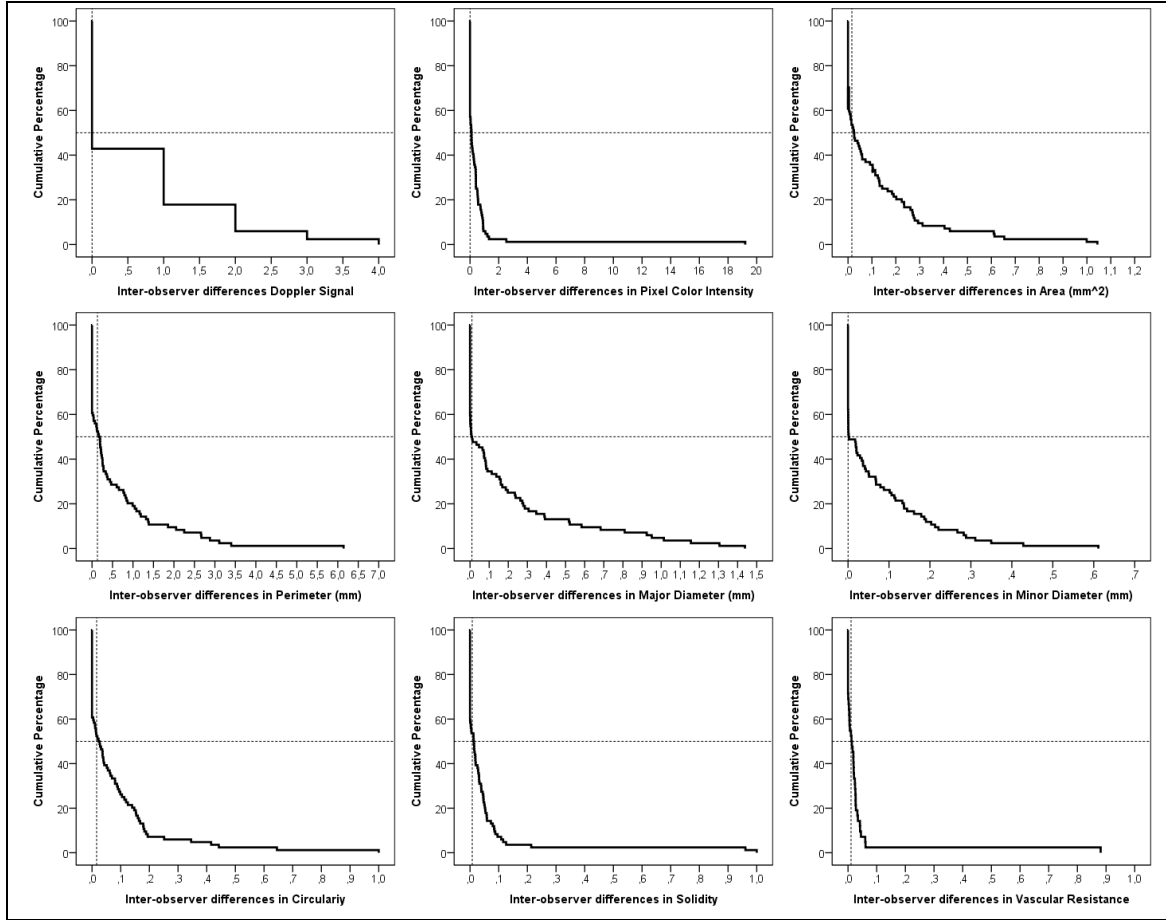 100
80
60
40
20
0
Cumulative Percentage
,0 ,5 1,0 1,5 2,0 2,5 3,0 3,5 4,0
Inter-observer differences Doppler Signal
100
80
60
40
20
0
Cumulative Percentage
0 2 4 6 8 10 12 14 16 18 20
Inter-observer differences in Pixel Color Intensity
100
80
60
40
20
0
Cumulative Percentage
,0 ,1 ,2 ,3 ,4 ,5 ,6 ,7 ,8 ,9 1,0 1,1 1,2
Inter-observer differences in Area (mm^2)
100
80
60
40
20
0
Cumulative Percentage
,0 ,5 1,0 1,5 2,0 2,5 3,0 3,5 4,0 4,5 5,0 5,5 6,0 6,5 7,0
Inter-observer differences in Perimeter (mm)
100
80
60
40
20
0
Cumulative Percentage
,0 ,1 ,2 ,3 ,4 ,5 ,6 ,7 ,8 ,9 1,0 1,1 1,2 1,3 1,4 1,5
Inter-observer differences in Major Diameter (mm)
100
80
60
40
20
0
Cumulative Percentage
,0 ,1 ,2 ,3 ,4 ,5 ,6 ,7
Inter-observer differences in Minor Diameter (mm)
100
80
60
40
20
0
Cumulative Percentage
,0 ,1 ,2 ,3 ,4 ,5 ,6 ,7 ,8 ,9 1,0
Inter-observer differences in Circulariy
100
80
60
40
20
0
Cumulative Percentage
,0 ,1 ,2 ,3 ,4 ,5 ,6 ,7 ,8 ,9 1,0
Inter-observer differences in Solidity
100
80
60
40
20
0
Cumulative Percentage
,0 ,1 ,2 ,3 ,4 ,5 ,6 ,7 ,8 ,9 1,0
Inter-observer differences in Vascular Resistance